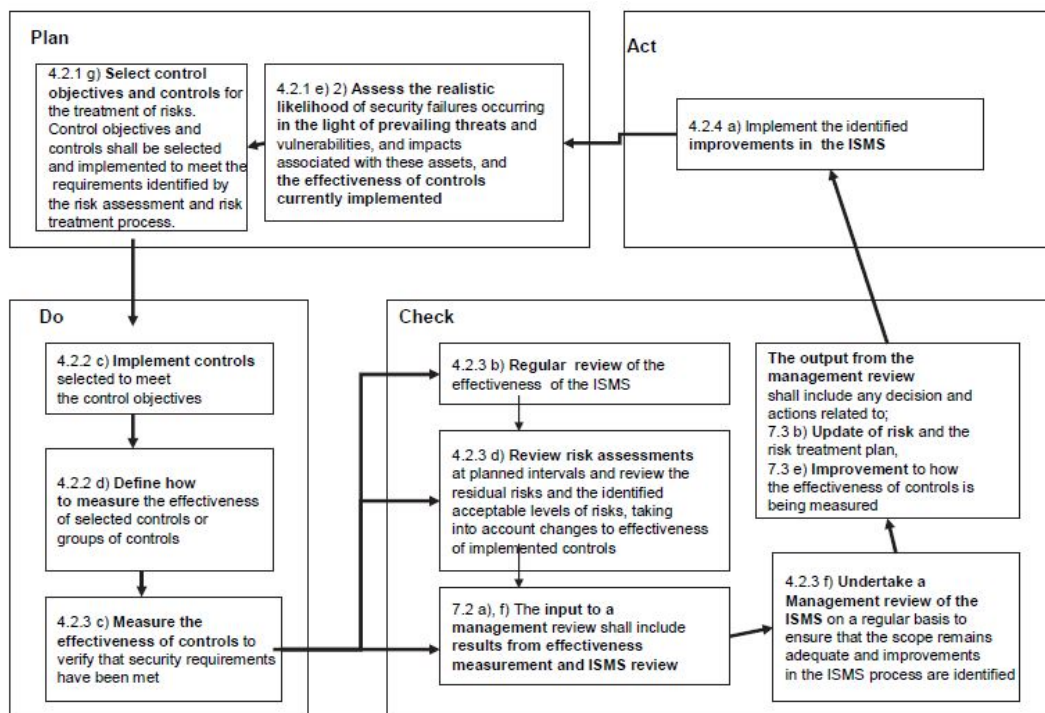 Plan
4.2.1 g) Select control
objectives and controls for
the treatment of risks.
Control objectives and
controls shall be selected
and implemented to meet the
requirements identified by
the risk assessment and risk
treatment process.
4.2.1 e) 2) Assess the realistic
likelihood of security failures occurring
in the light of prevailing threats and
vulnerabilities, and impacts
associated with these assets, and
the effectiveness of controls
currently implemented
Act
4.2.4 a) Implement the identified
improvements in the ISMS
Do
4.2.2 c) Implement controls
selected to meet
the control objectives
4.2.2 d) Define how
to measure the effectiveness
of selected controls or
groups of controls
4.2.3 c) Measure the
effectiveness of controls to
verify that security requirements
have been met
Check
4.2.3 b) Regular review of the
effectiveness of the ISMS
4.2.3 d) Review risk assessments
at planned intervals and review the
residual risks and the identified
acceptable levels of risks, taking
into account changes to effectiveness
of implemented controls
7.2 a), f) The input to a
management review shall include
results from effectiveness
measurement and ISMS review
The output from the
management review
shall include any decision and
actions related to;
7.3 b) Update of risk and the
risk treatment plan,
7.3 e) Improvement to how
the effectiveness of controls is
being measured
4.2.3 f) Undertake a
Management review of the
ISMS on a regular basis to
ensure that the scope remains
adequate and improvements
in the ISMS process are identified